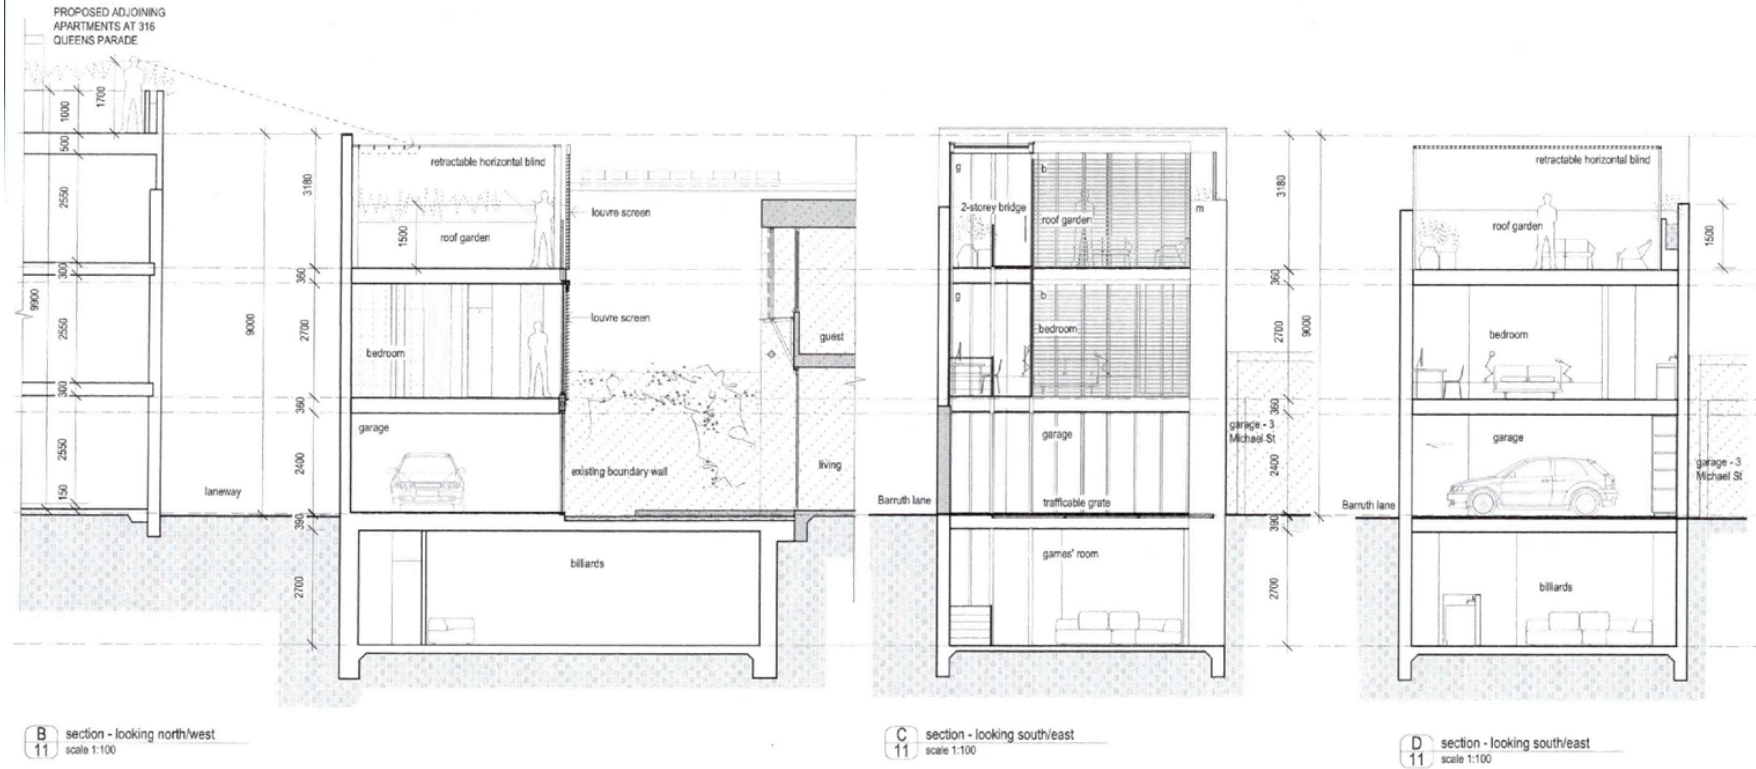 PROPOSED ADJOINING
APARTMENTS AT 316
QUEENS PARADE
1000
1700
500
2550
300
9900
2550
300
2550
150
laneway
9000
3180
360
2700
360
2400
390
2700
retractable horizontal blind
1500
roof garden
louvre screen
louvre screen
bedroom
garage
existing boundary wall
guest
living
billiards
B
11
section - looking north/west
scale 1:100
g
b
2-storey bridge
roof garden
m
g
b
bedroom
garage
Barruth lane
trafficable grate
games' room
garage - 3
Michael St
3180
360
2700
9000
360
2400
390
2700
C
11
section - looking south/east
scale 1:100
retractable horizontal blind
roof garden
1500
bedroom
garage
garage - 3
Michael St
Barruth lane
billiards
D
11
section - looking south/east
scale 1:100